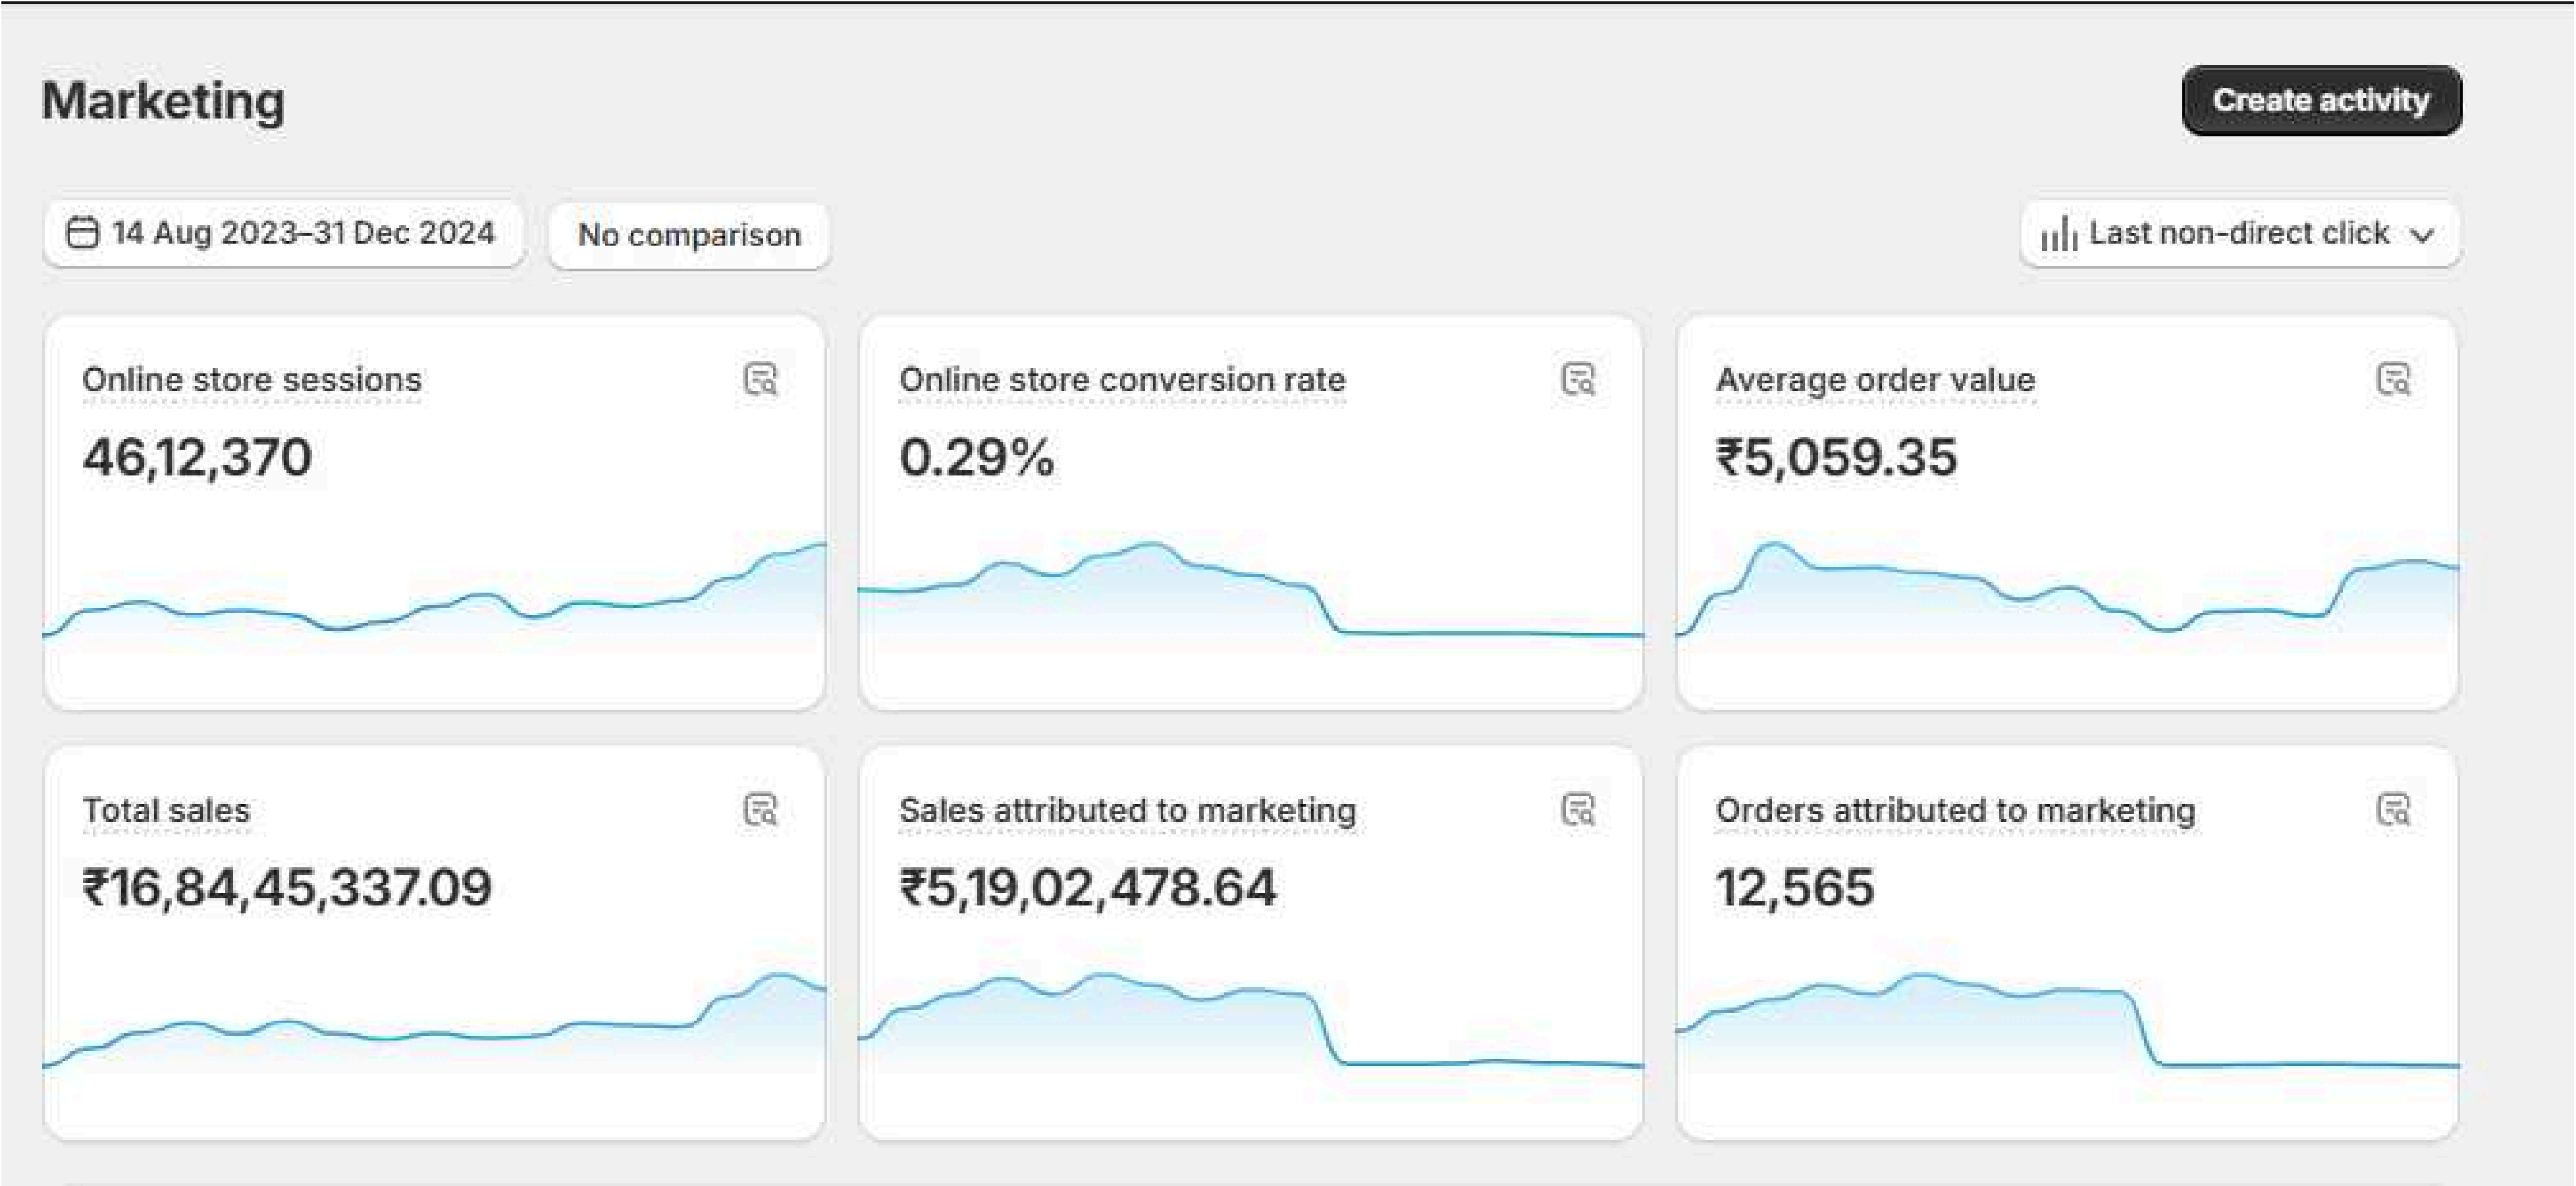 Marketing
Create activity
14 Aug 2023–31 Dec 2024
No comparison
Last non-direct click
Online store sessions
46,12,370
Online store conversion rate
0.29%
Average order value
₹5,059.35
Total sales
₹16,84,45,337.09
Sales attributed to marketing
₹5,19,02,478.64
Orders attributed to marketing
12,565